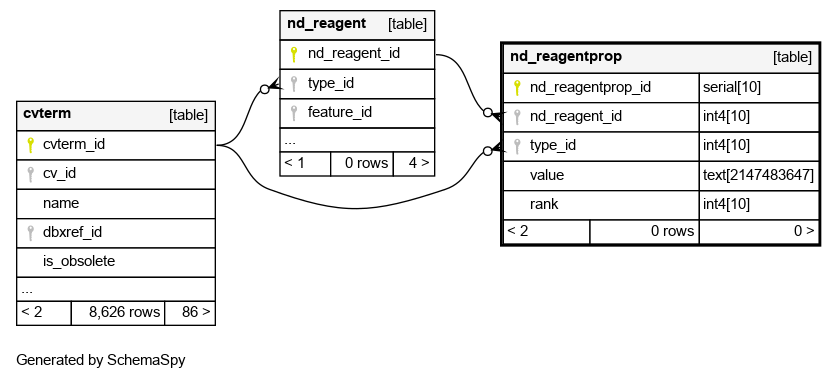 nd_reagent [table]
nd_reagent_id
type_id
feature_id
...
< 1 0 rows 4 >
nd_reagentprop [table]
nd_reagentprop_id serial[10]
nd_reagent_id int4[10]
type_id int4[10]
value text[2147483647]
rank int4[10]
< 2 0 rows 0 >
cvterm [table]
cvterm_id
cv_id
name
dbxref_id
is_obsolete
...
< 2 8,626 rows 86 >
Generated by SchemaSpy